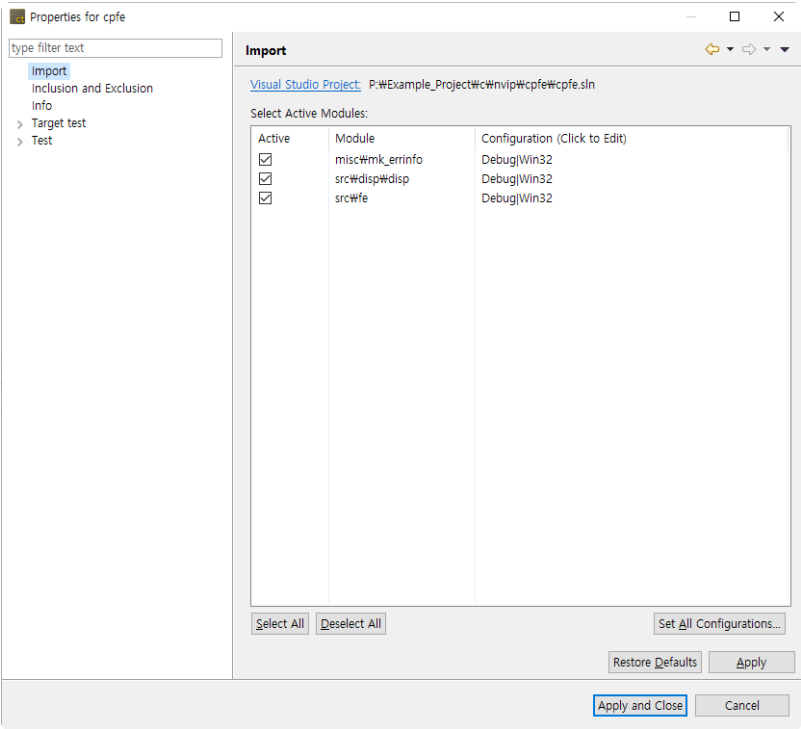 ct Properties for cpfe
type filter text
Import
Inclusion and Exclusion
Info
Target test
Test
Import
Visual Studio Project: P:₩Example_Project₩c₩nvip₩cpfe₩cpfe.sln
Select Active Modules:
Active Module Configuration (Click to Edit)
misc₩mk_errinfo Debug|Win32
src₩disp₩disp Debug|Win32
src₩fe Debug|Win32
Select All Deselect All Set All Configurations...
Restore Defaults Apply
Apply and Close Cancel